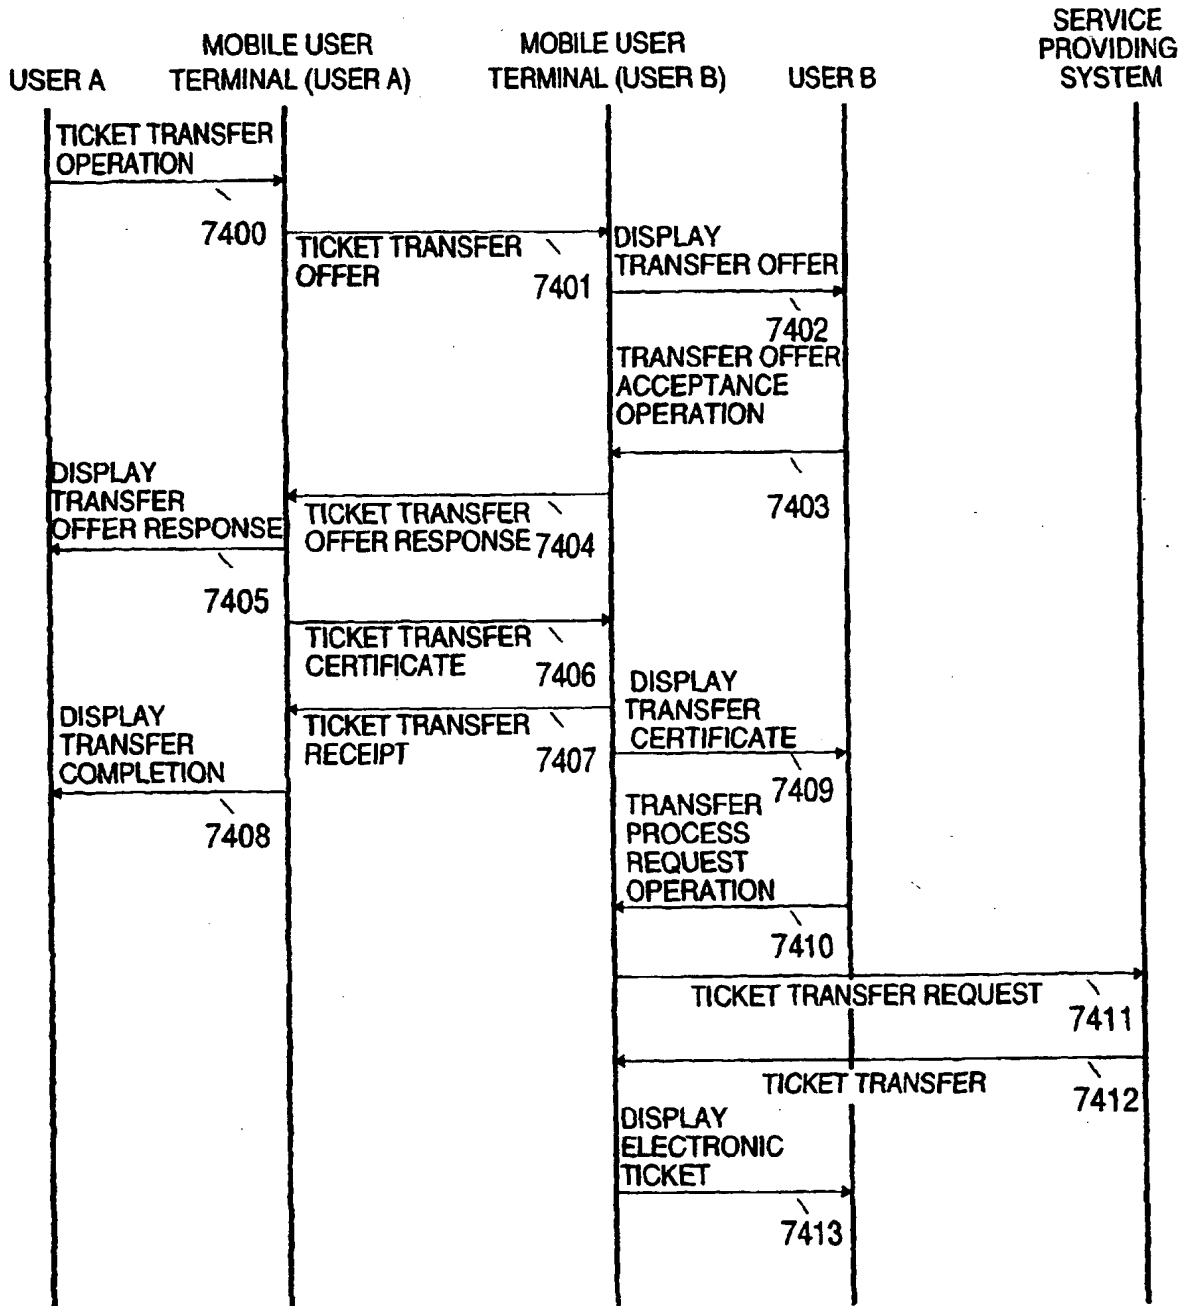 SERVICE
PROVIDING
SYSTEM
MOBILE USER
TERMINAL (USER A)
MOBILE USER
TERMINAL (USER B)
USER A
USER B
TICKET TRANSFER
OPERATION
7400
TICKET TRANSFER
OFFER
7401
DISPLAY
TRANSFER OFFER
7402
TRANSFER OFFER
ACCEPTANCE
OPERATION
7403
TICKET TRANSFER
OFFER RESPONSE
7404
DISPLAY
TRANSFER
OFFER RESPONSE
7405
TICKET TRANSFER
CERTIFICATE
7406
TICKET TRANSFER
RECEIPT
7407
DISPLAY
TRANSFER
COMPLETION
7408
DISPLAY
TRANSFER
CERTIFICATE
7409
TRANSFER
PROCESS
REQUEST
OPERATION
7410
TICKET TRANSFER REQUEST
7411
TICKET TRANSFER
7412
DISPLAY
ELECTRONIC
TICKET
7413